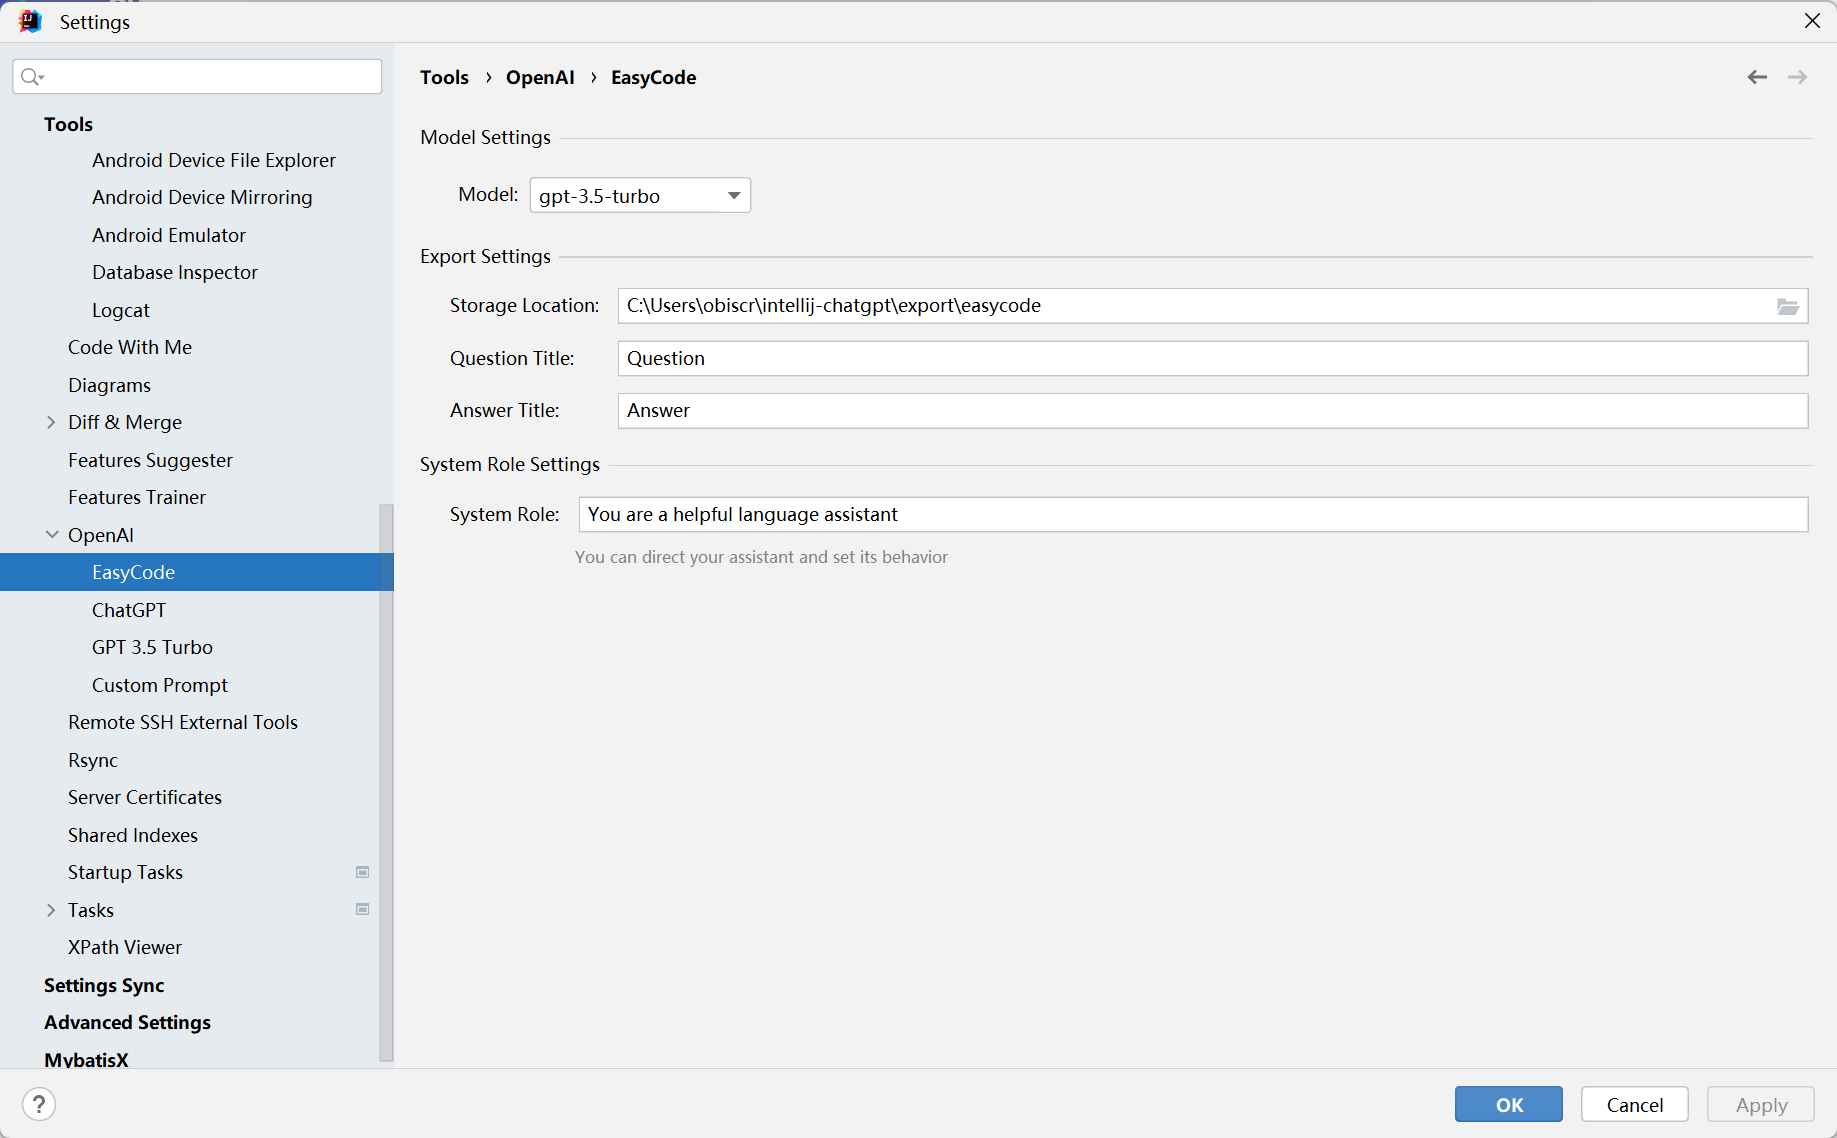 Settings
Tools › OpenAI › EasyCode
Tools
Android Device File Explorer
Android Device Mirroring
Android Emulator
Database Inspector
Logcat
Code With Me
Diagrams
Diff & Merge
Features Suggester
Features Trainer
OpenAI
EasyCode
ChatGPT
GPT 3.5 Turbo
Custom Prompt
Remote SSH External Tools
Rsync
Server Certificates
Shared Indexes
Startup Tasks
Tasks
XPath Viewer
Settings Sync
Advanced Settings
MybatisX
Model Settings
Model: gpt-3.5-turbo
Export Settings
Storage Location: C:\Users\obiscr\intellij-chatgpt\export\easycode
Question Title: Question
Answer Title: Answer
System Role Settings
System Role: You are a helpful language assistant
You can direct your assistant and set its behavior
?
OK Cancel Apply